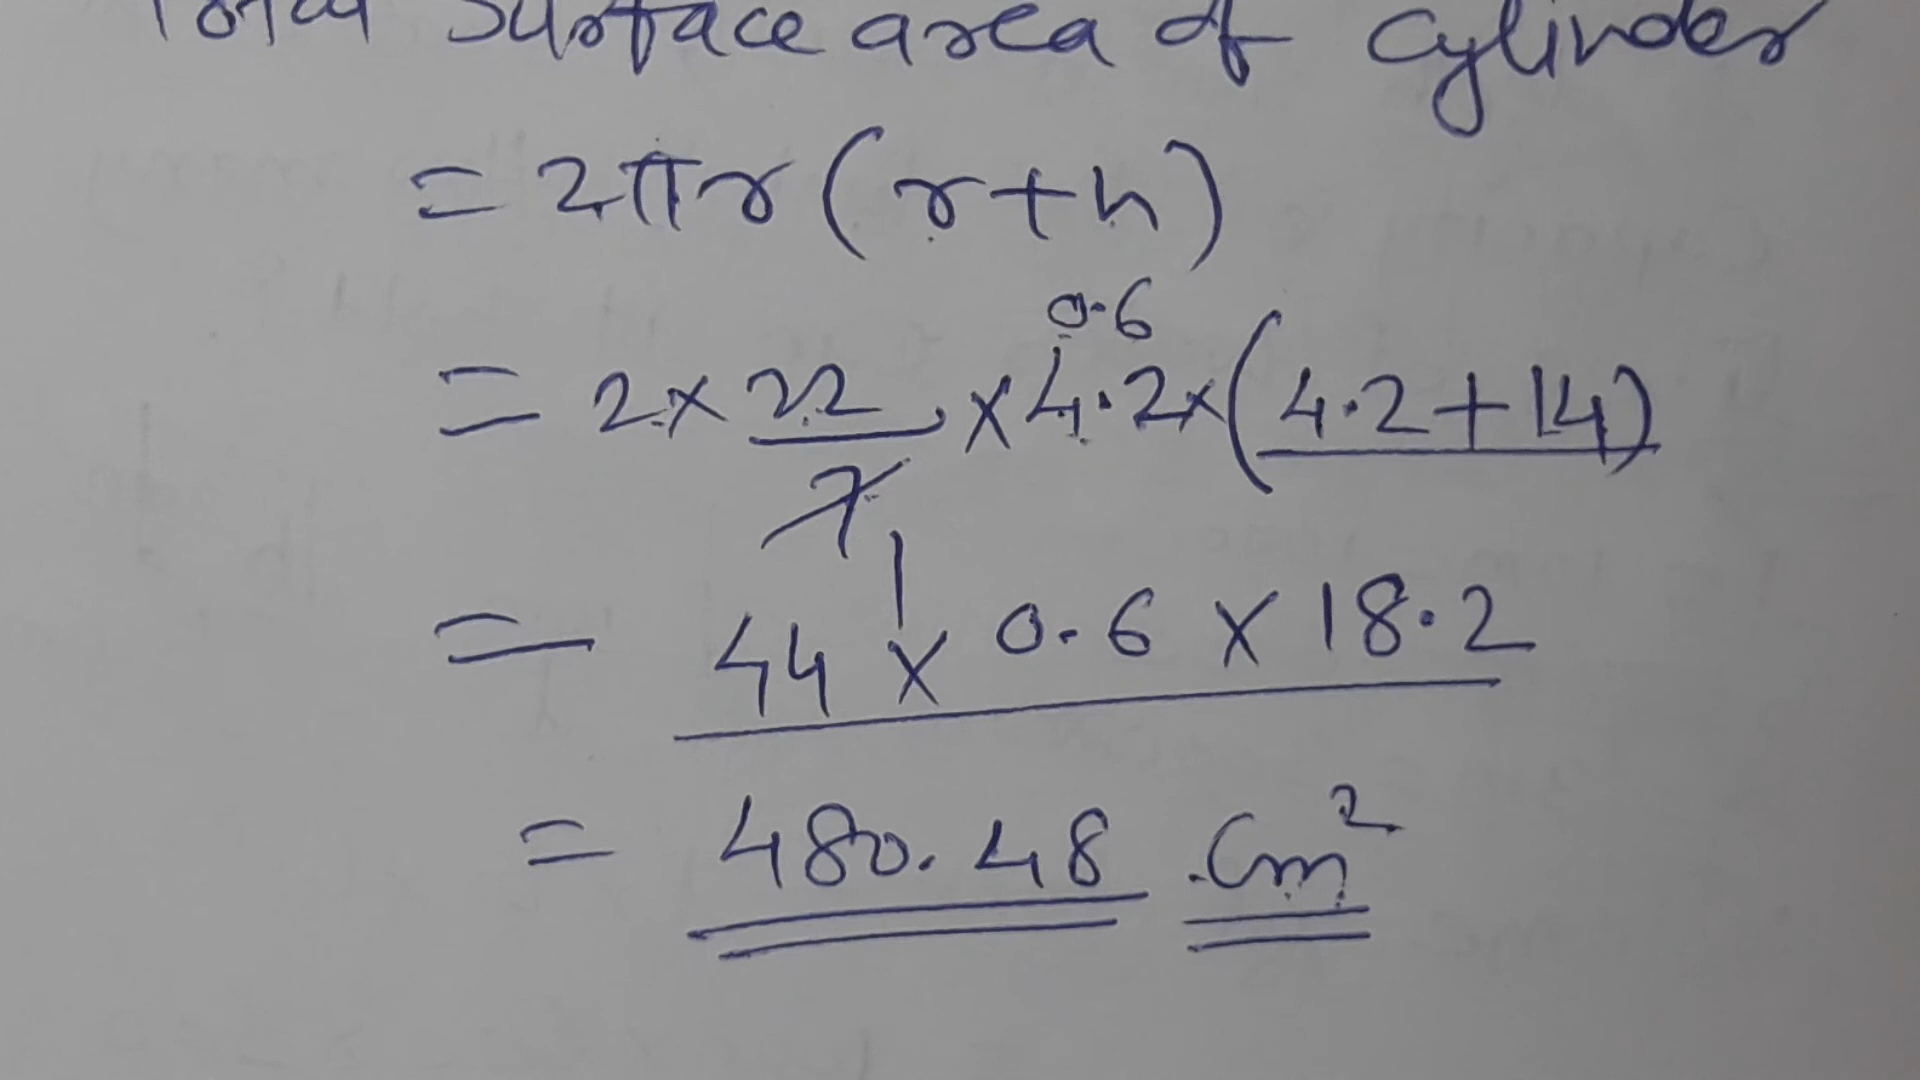 Total surface area of cylinder
= 2πr (r+h)
0.6
= 2 × 22/7 × 4.2 × (4.2 + 14)
1
= 44 × 0.6 × 18.2
= 480.48 cm²